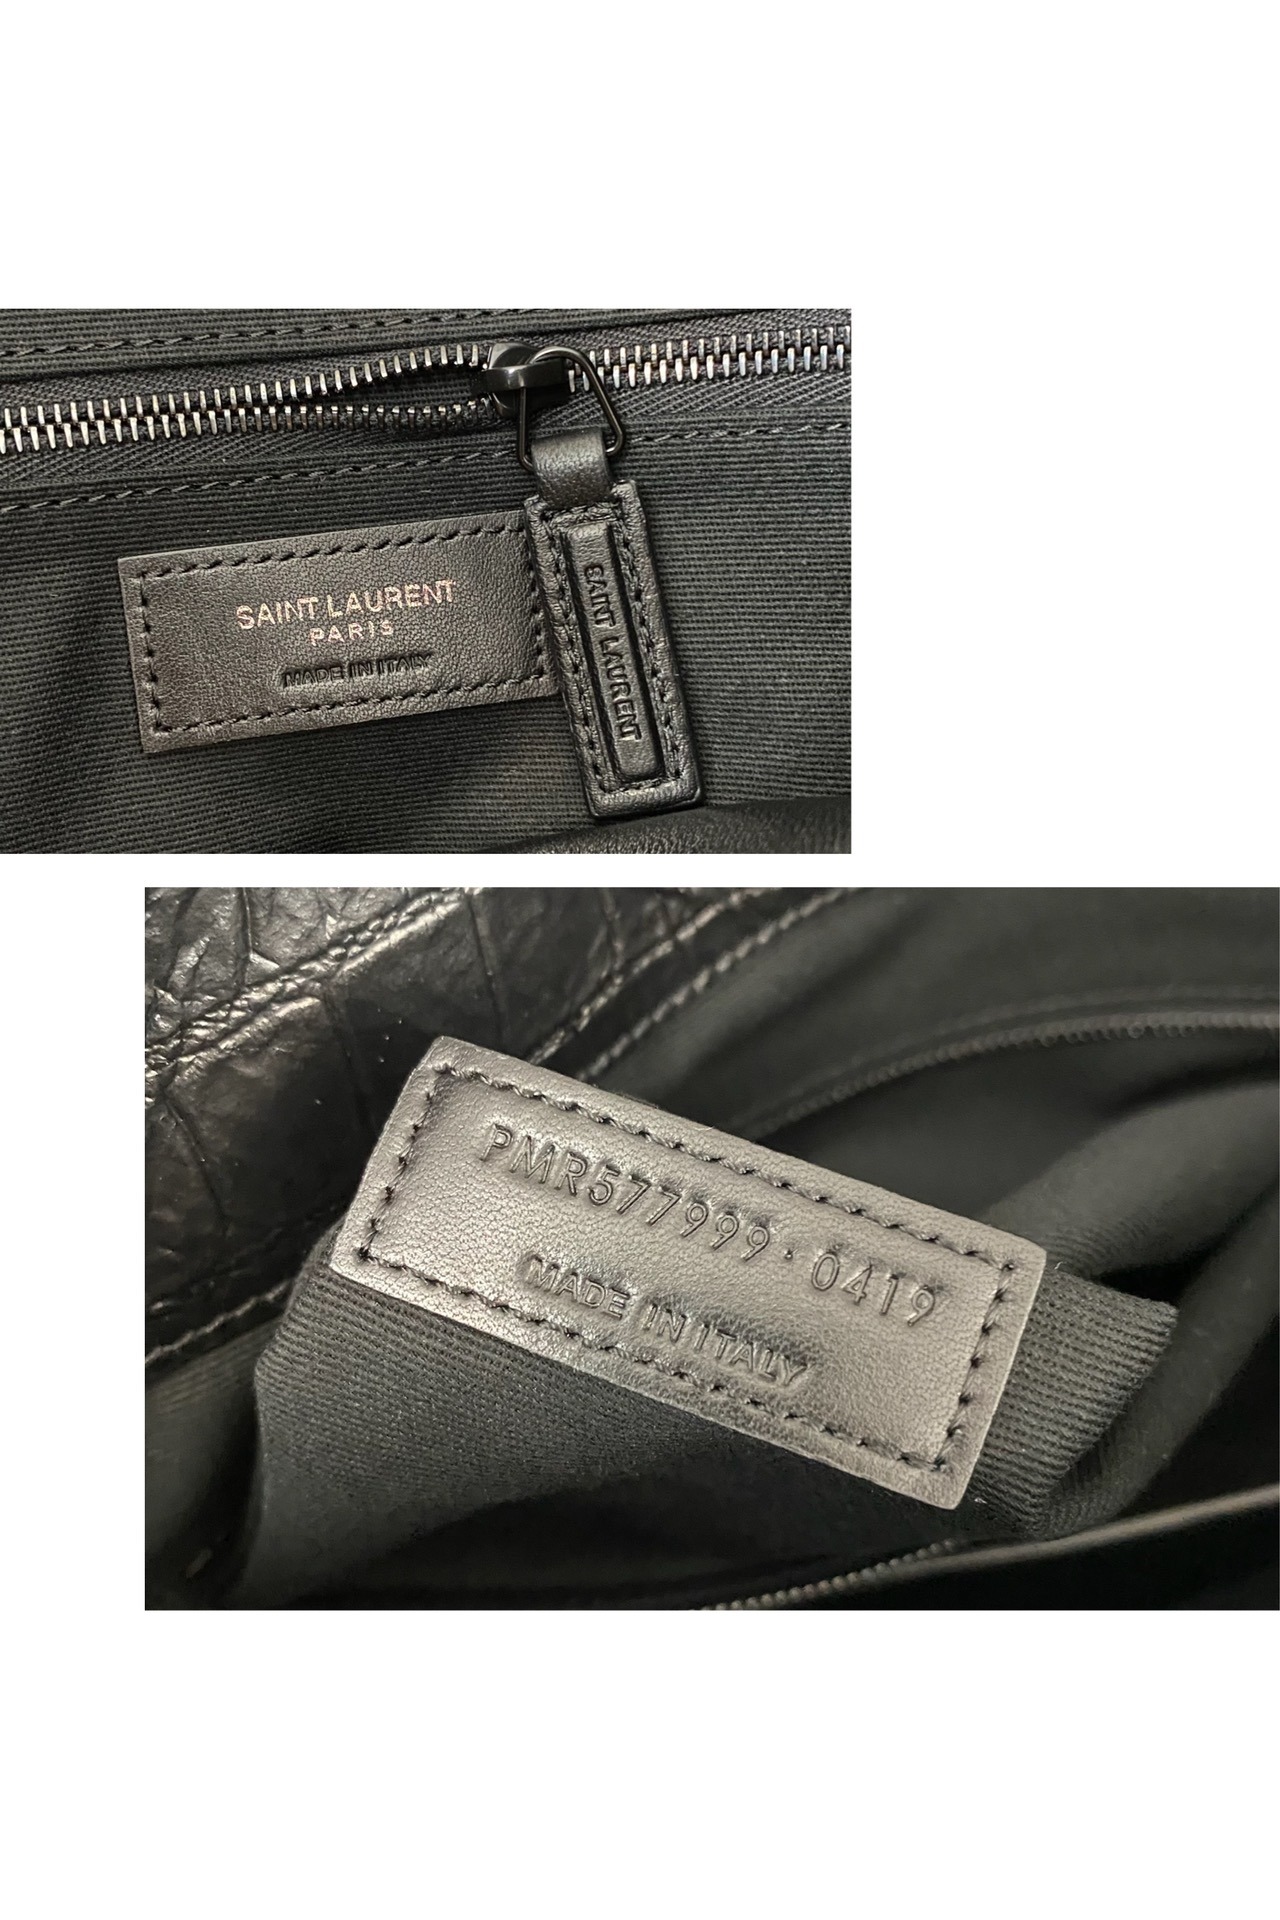 SAINT LAURENT
PARIS
MADE IN ITALY
SAINT LAURENT
PMR577999·0419
MADE IN ITALY